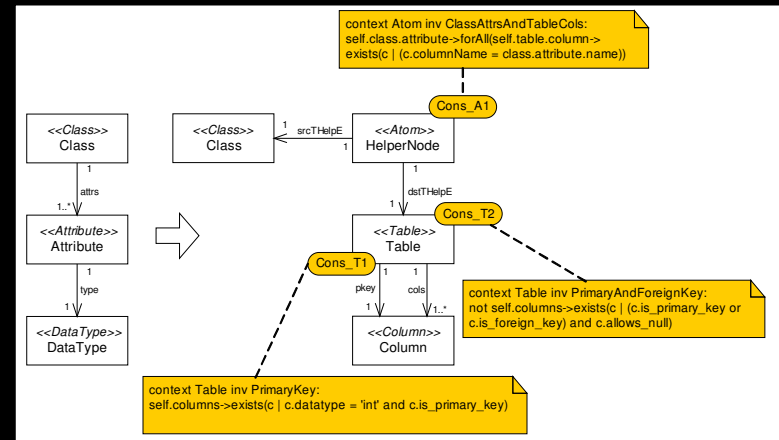 context Atom inv ClassAttrsAndTableCols:
self.class.attribute->forAll(self.table.column->
exists(c | (c.columnName = class.attribute.name))
Cons_A1
<<Class>>
Class
<<Class>>
Class
1
srcTHelpE
1
<<Atom>>
HelperNode
1
attrs
1..*
1
dstTHelpE
1
Cons_T2
<<Attribute>>
Attribute
<<Table>>
Table
Cons_T1
1
type
1
1
pkey
1
1
cols
1..*
context Table inv PrimaryAndForeignKey:
not self.columns->exists(c | (c.is_primary_key or
c.is_foreign_key) and c.allows_null)
<<DataType>>
DataType
<<Column>>
Column
context Table inv PrimaryKey:
self.columns->exists(c | c.datatype = 'int' and c.is_primary_key)